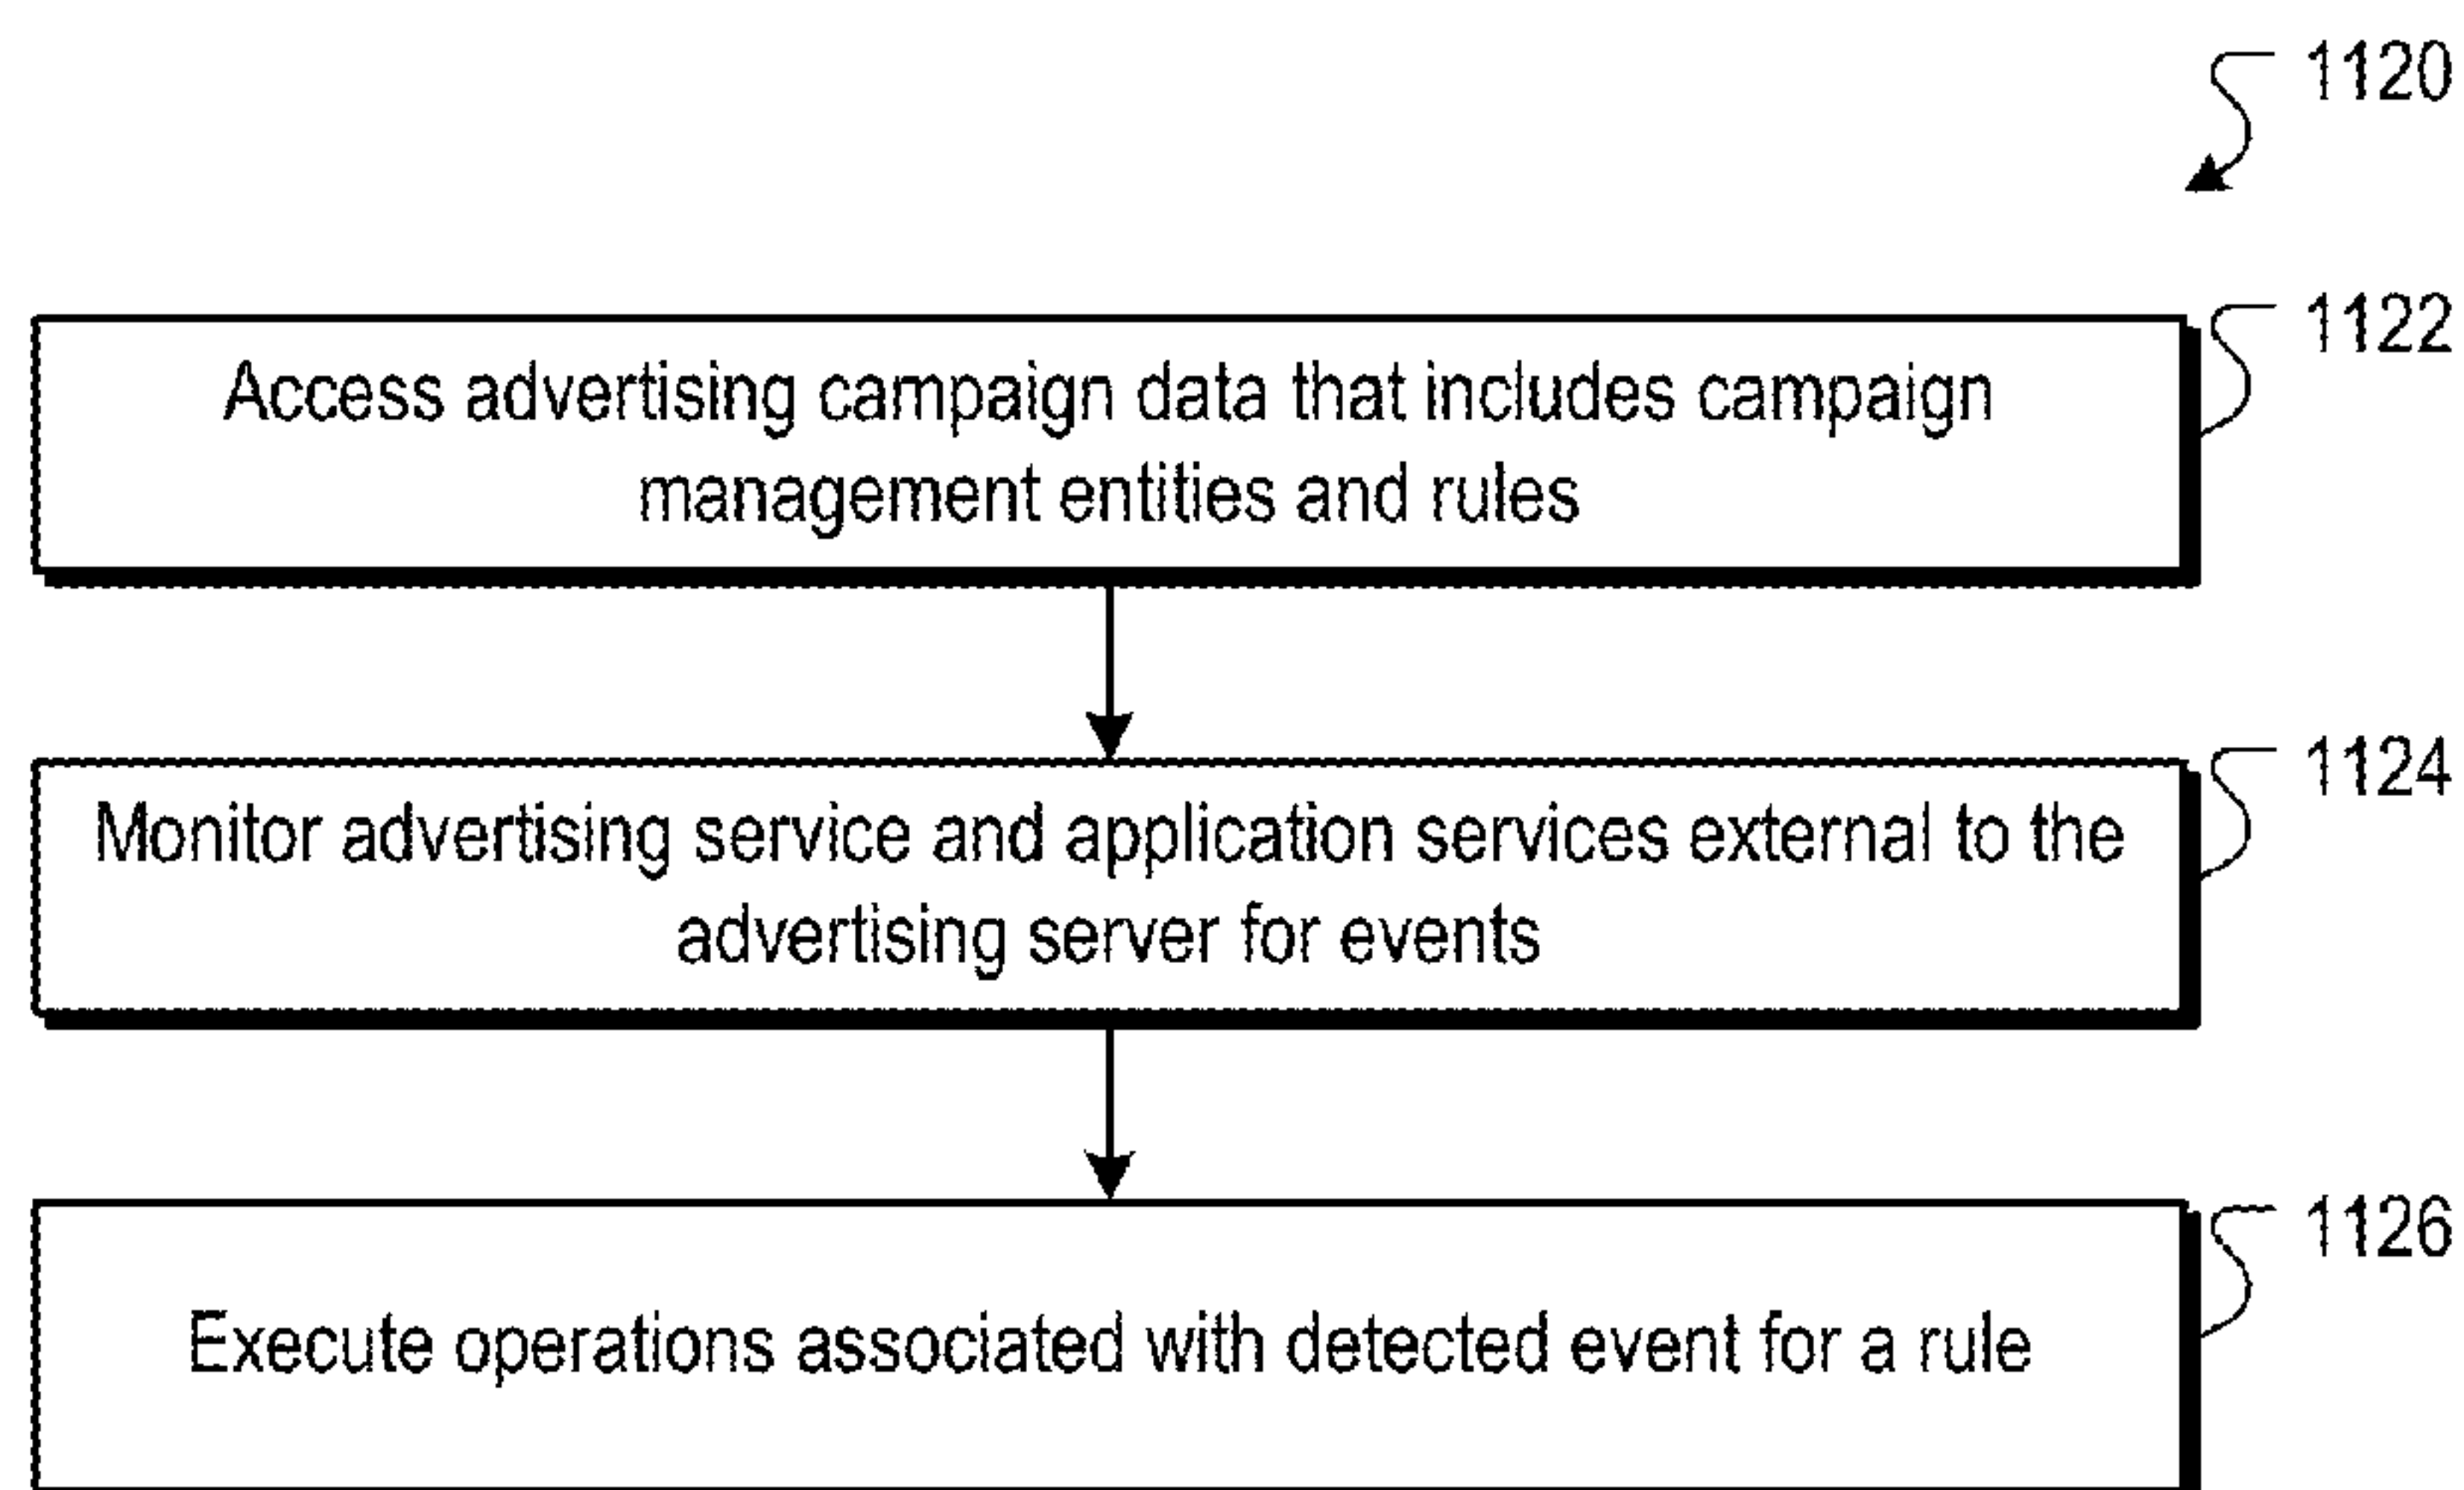 1120
1122
Access advertising campaign data that includes campaign
management entities and rules
1124
Monitor advertising service and application services external to the
advertising server for events
1126
Execute operations associated with detected event for a rule